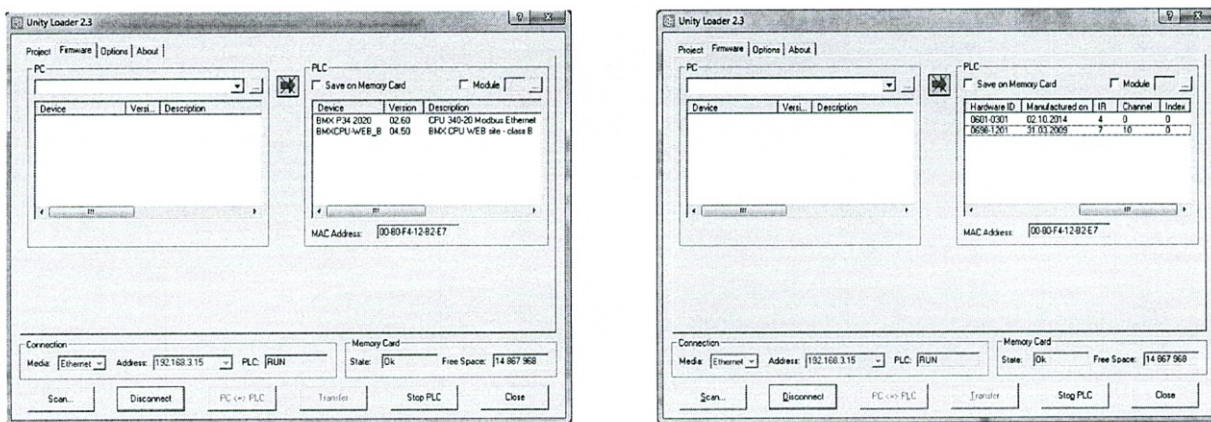 Unity Loader 2.3
Project Firmware Options About
PC
Device Versi... Description
PLC
Save on Memory Card Module ...
Device Version Description
BMX P34 2020 02.60 CPU 340-20 Modbus Ethernet
BMXCPU-WEB_B 04.50 BMX CPU WEB site - class B
MAC Address: 00-80-F4-12-B2-E7
Connection
Media: Ethernet Address: 192.168.3.15 PLC: RUN
Memory Card
State: Ok Free Space: 14 867 968
Scan... Disconnect PC <=> PLC Transfer Stop PLC Close
Unity Loader 2.3
Project Firmware Options About
PC
Device Versi... Description
PLC
Save on Memory Card Module ...
Hardware ID Manufactured on IR Channel Index
0601-0301 02.10.2014 4 0 0
0696-1201 31.03.2009 7 10 0
MAC Address: 00-80-F4-12-B2-E7
Connection
Media: Ethernet Address: 192.168.3.15 PLC: RUN
Memory Card
State: Ok Free Space: 14 867 968
Scan... Disconnect PC <=> PLC Transfer Stop PLC Close